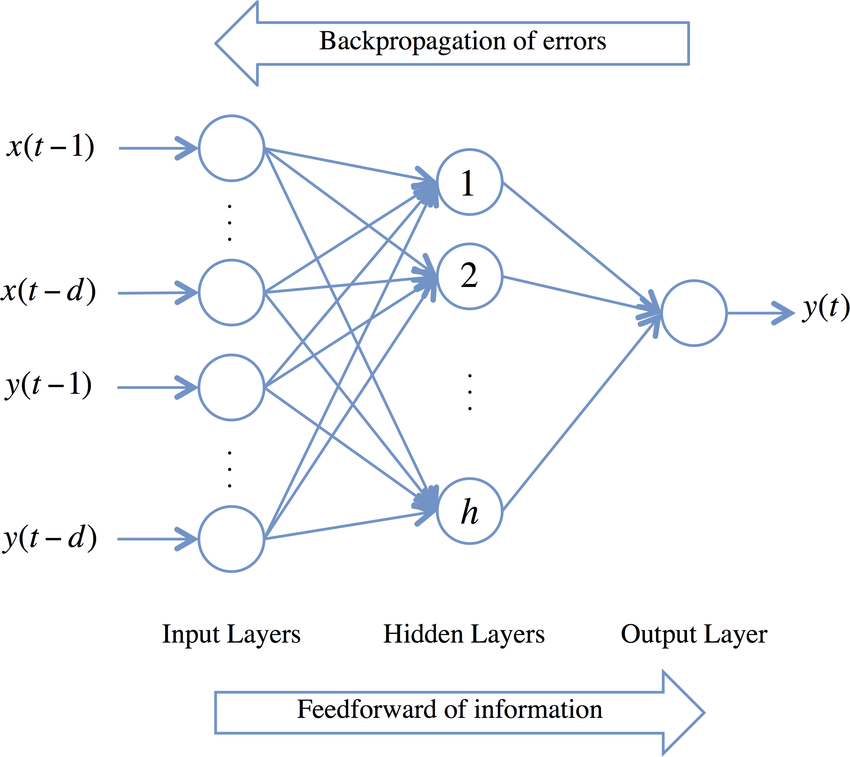 Backpropagation of errors
x(t−1)
1
⋮
x(t−d)
2
y(t)
y(t−1)
⋮
⋮
y(t−d)
h
Input Layers Hidden Layers Output Layer
Feedforward of information